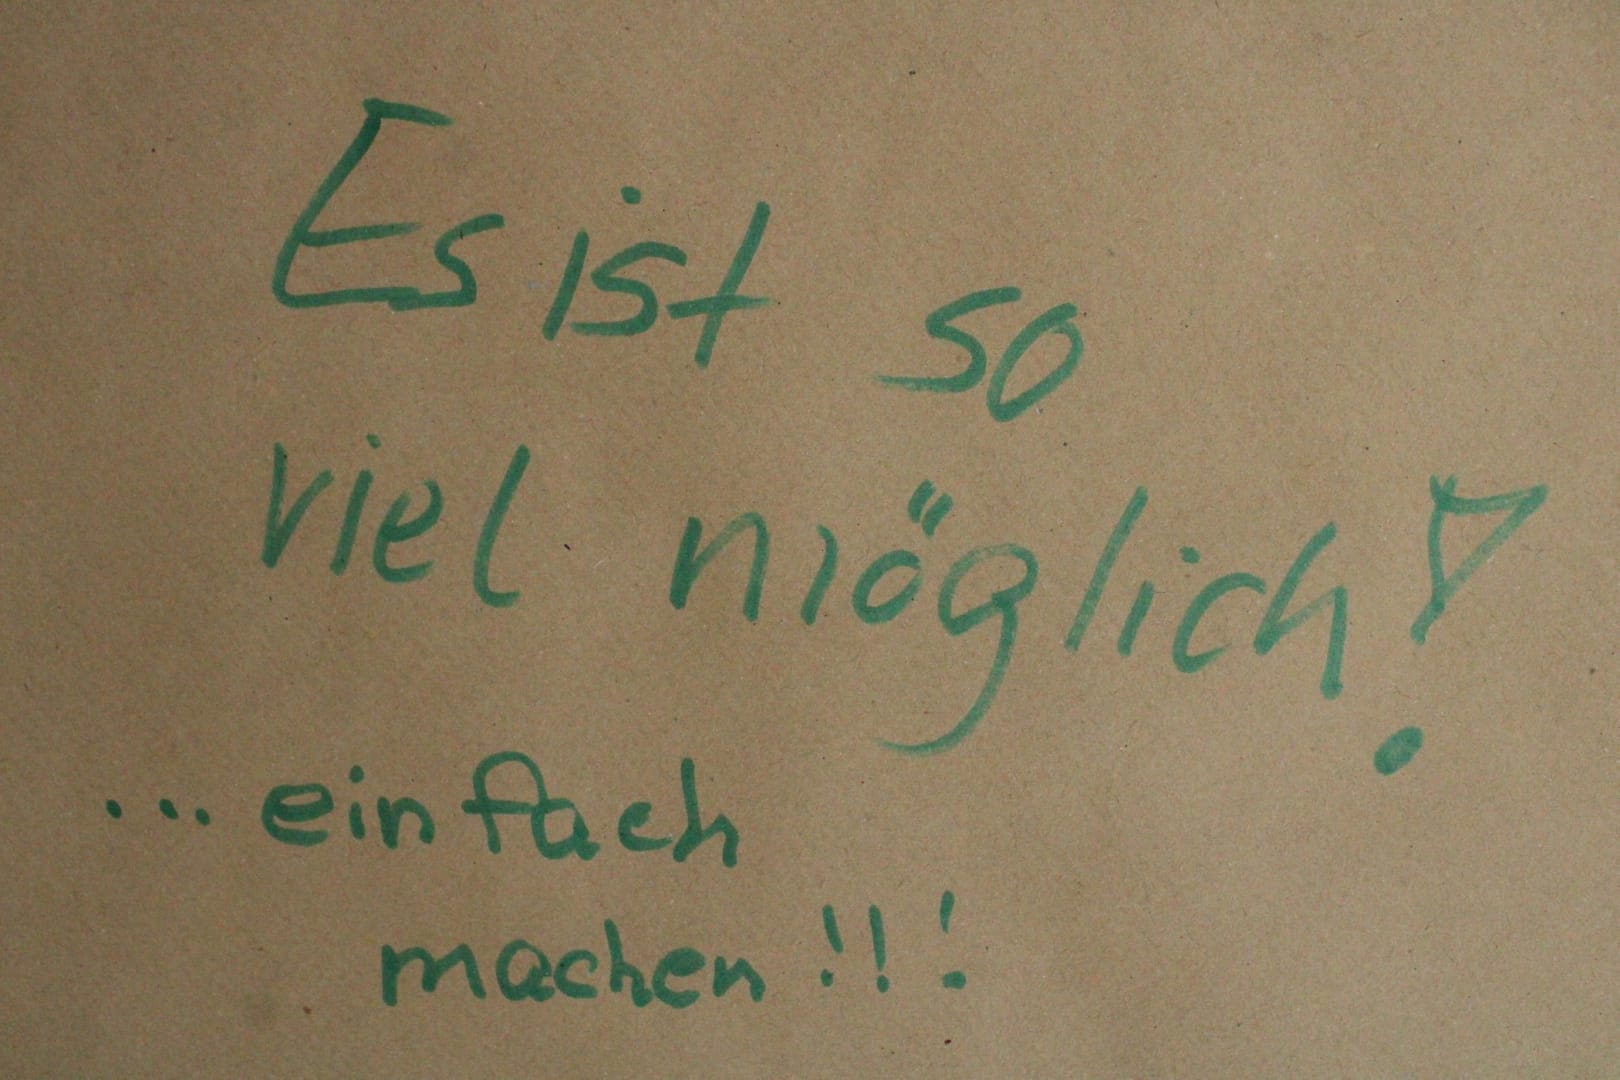 Es ist so
viel möglich!
... einfach
machen!!!